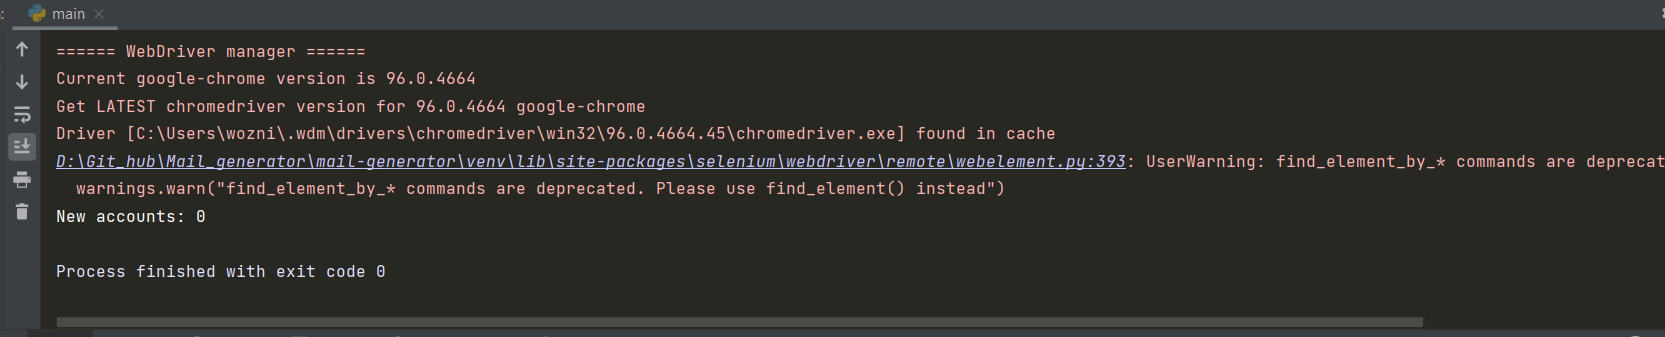 main
====== WebDriver manager ======
Current google-chrome version is 96.0.4664
Get LATEST chromedriver version for 96.0.4664 google-chrome
Driver [C:\Users\wozni\.wdm\drivers\chromedriver\win32\96.0.4664.45\chromedriver.exe] found in cache
D:\Git_hub\Mail_generator\mail-generator\venv\lib\site-packages\selenium\webdriver\remote\webelement.py:393: UserWarning: find_element_by_* commands are deprecat
warnings.warn("find_element_by_* commands are deprecated. Please use find_element() instead")
New accounts: 0
Process finished with exit code 0